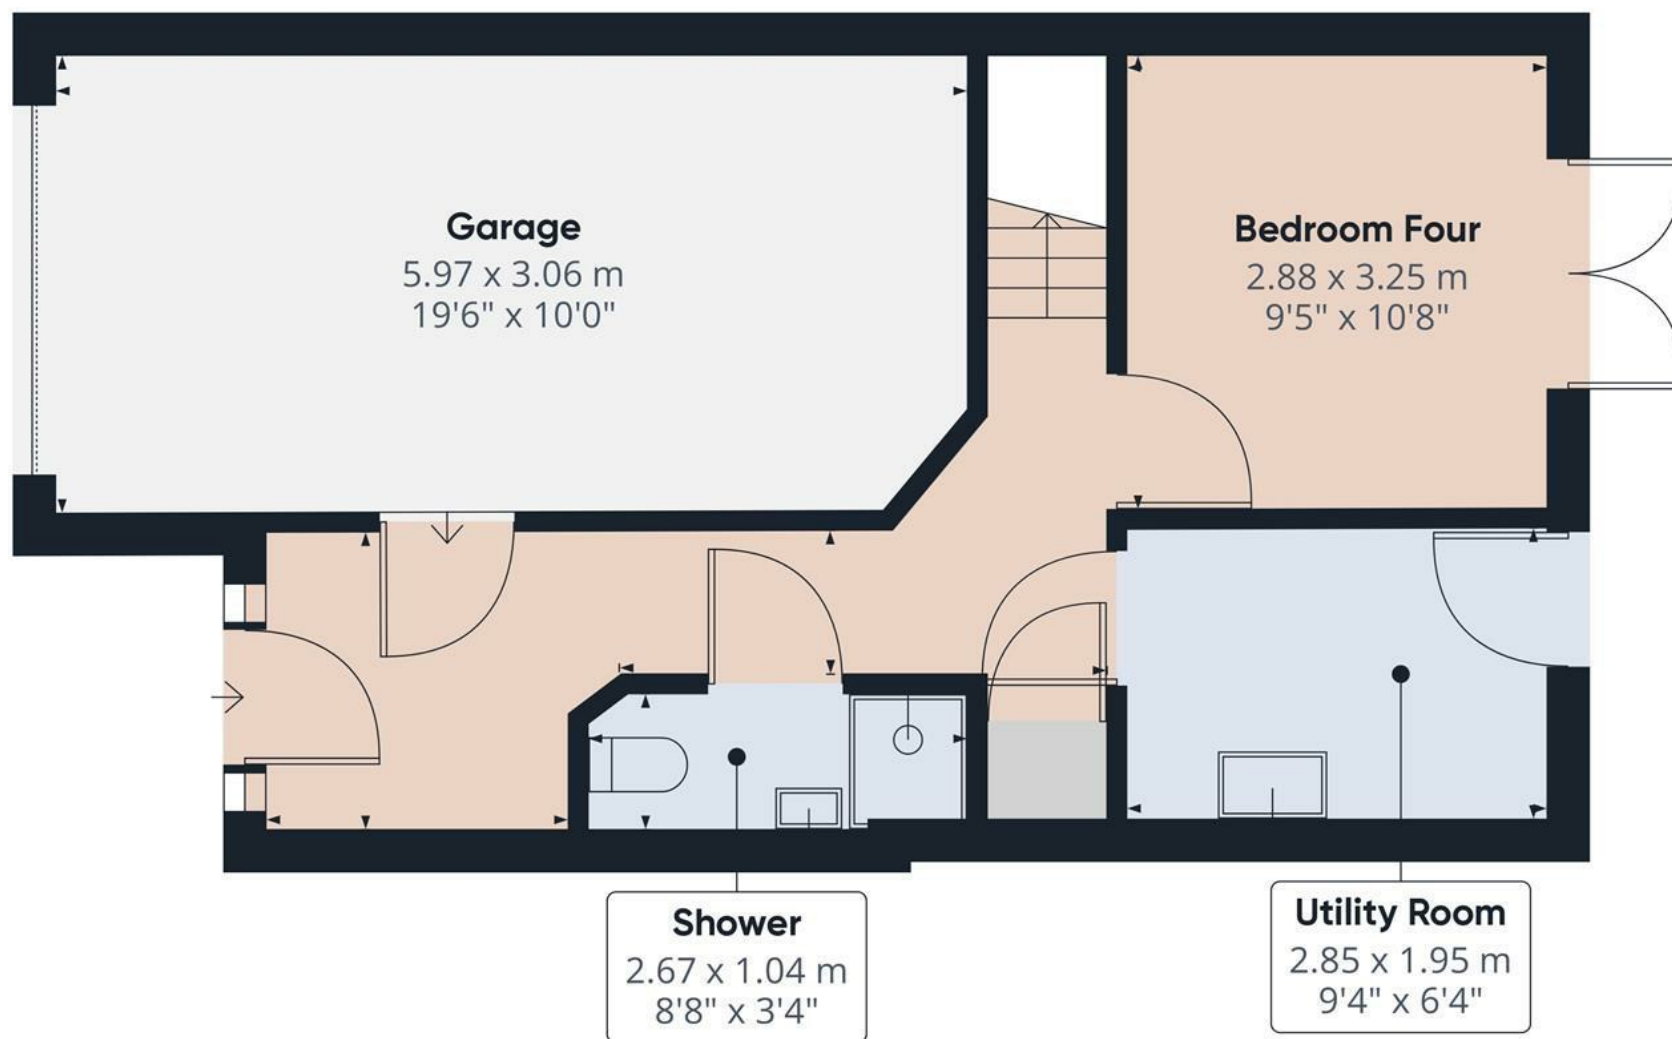 Garage
5.97 x 3.06 m
19'6" x 10'0"
Bedroom Four
2.88 x 3.25 m
9'5" x 10'8"
Shower
2.67 x 1.04 m
8'8" x 3'4"
Utility Room
2.85 x 1.95 m
9'4" x 6'4"